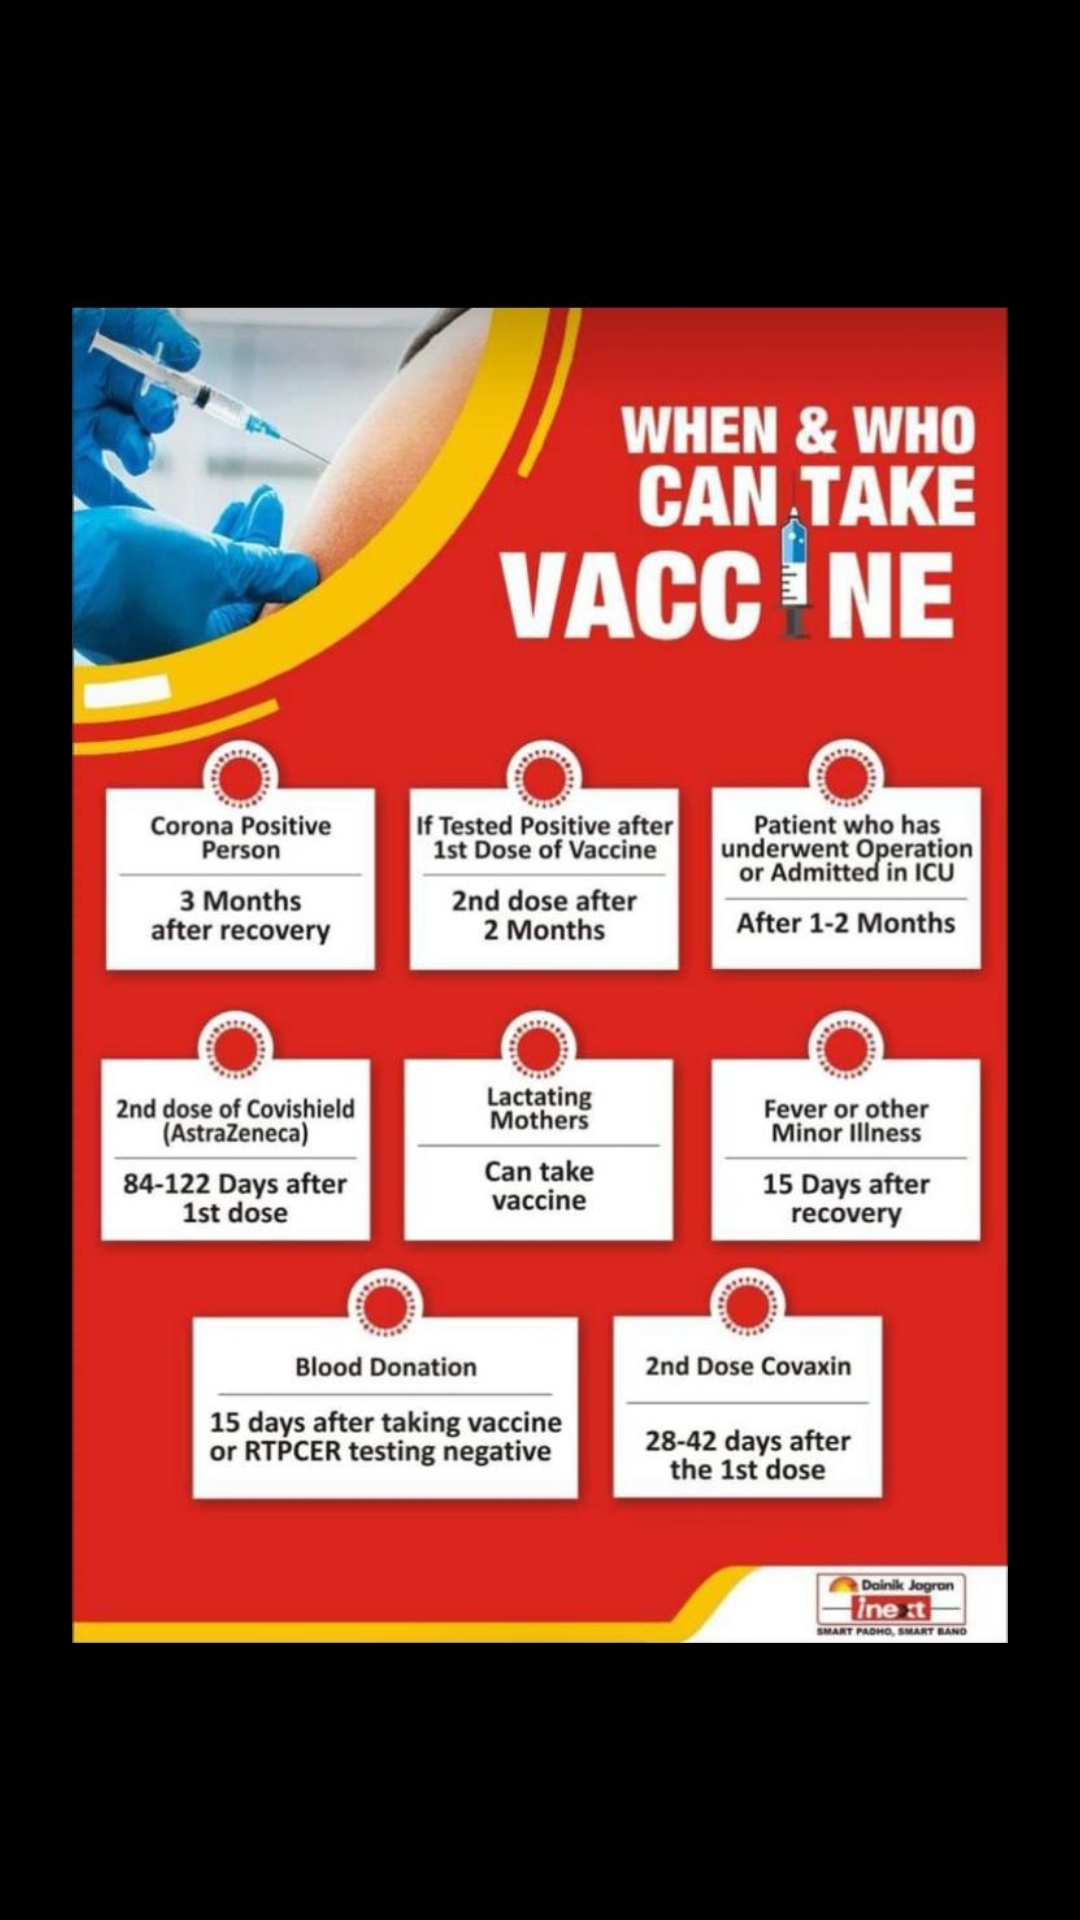 WHEN & WHO
CAN TAKE
VACCINE
Corona Positive
Person
3 Months
after recovery
If Tested Positive after
1st Dose of Vaccine
2nd dose after
2 Months
Patient who has
underwent Operation
or Admitted in ICU
After 1-2 Months
2nd dose of Covishield
(AstraZeneca)
84-122 Days after
1st dose
Lactating
Mothers
Can take
vaccine
Fever or other
Minor Illness
15 Days after
recovery
Blood Donation
15 days after taking vaccine
or RTPCER testing negative
2nd Dose Covaxin
28-42 days after
the 1st dose
Dainik Jagran
inext
SMART PADHO, SMART BANO